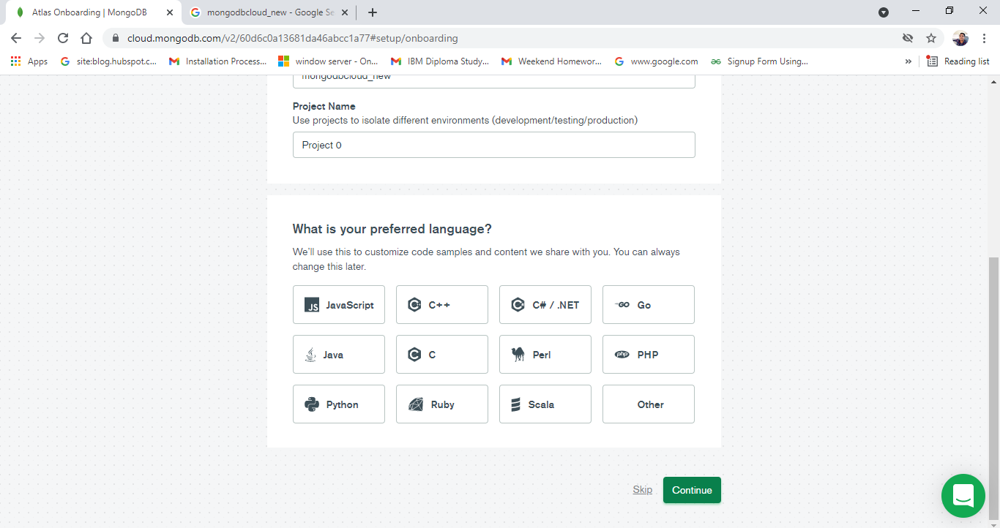 Atlas Onboarding | MongoDB
mongodbcloud_new - Google Se
cloud.mongodb.com/v2/60d6c0a13681da46abcc1a77#setup/onboarding
Apps
site:blog.hubspot.c...
Installation Process...
window server - On...
IBM Diploma Study...
Weekend Homewor...
www.google.com
Signup Form Using...
»
Reading list
mongodbcloud_new
Project Name
Use projects to isolate different environments (development/testing/production)
Project 0
What is your preferred language?
We'll use this to customize code samples and content we share with you. You can always
change this later.
JS JavaScript
C++
C# / .NET
GO Go
Java
C C
Perl
php PHP
Python
Ruby
Scala
Other
Skip
Continue